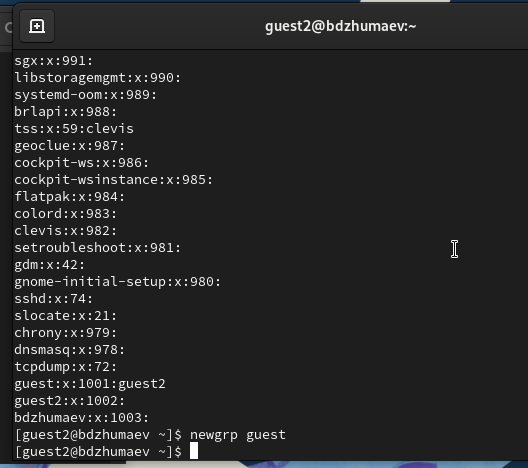 guest2@bdzhumaev:~
sgx:x:991:
libstoragemgmt:x:990:
systemd-oom:x:989:
brlapi:x:988:
tss:x:59:clevis
geoclue:x:987:
cockpit-ws:x:986:
cockpit-wsinstance:x:985:
flatpak:x:984:
colord:x:983:
clevis:x:982:
setroubleshoot:x:981:
gdm:x:42:
gnome-initial-setup:x:980:
sshd:x:74:
slocate:x:21:
chrony:x:979:
dnsmasq:x:978:
tcpdump:x:72:
guest:x:1001:guest2
guest2:x:1002:
bdzhumaev:x:1003:
[guest2@bdzhumaev ~]$ newgrp guest
[guest2@bdzhumaev ~]$